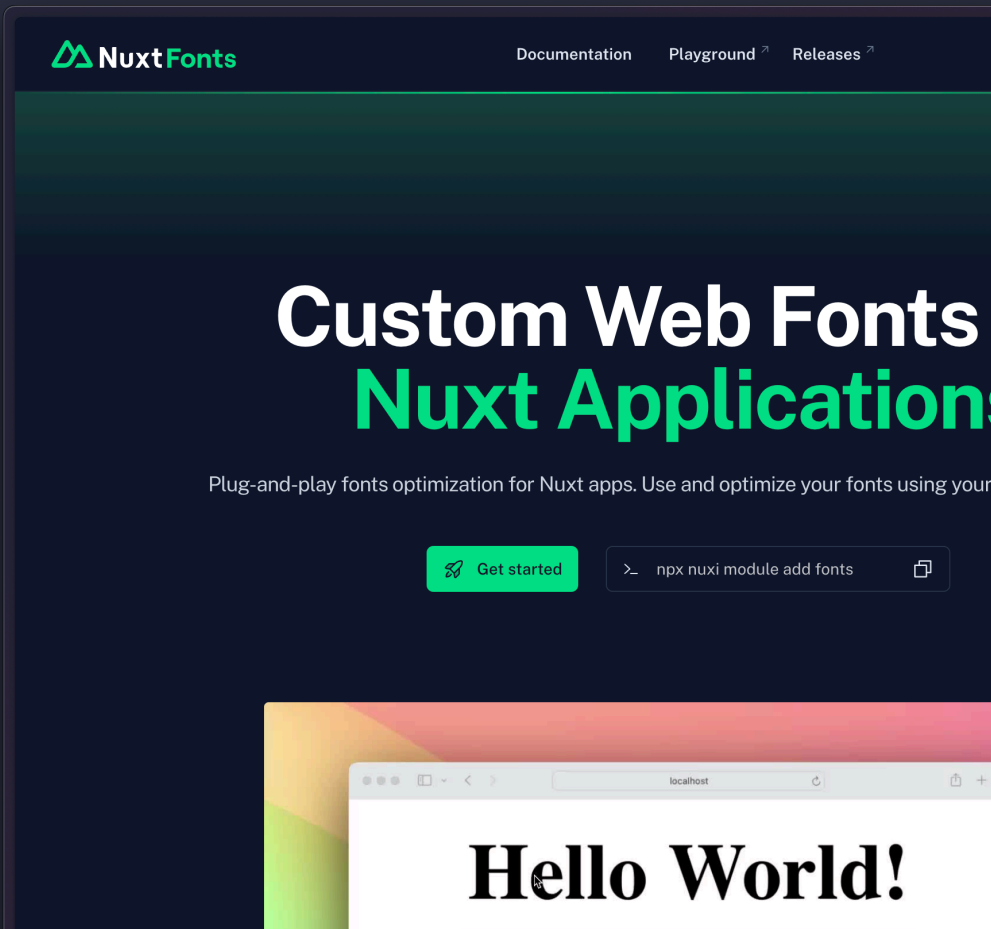 NuxtFonts
Documentation Playground Releases
Custom Web Fonts
Nuxt Applications
Plug-and-play fonts optimization for Nuxt apps. Use and optimize your fonts using your
Get started
>_ npx nuxi module add fonts
localhost
Hello World!